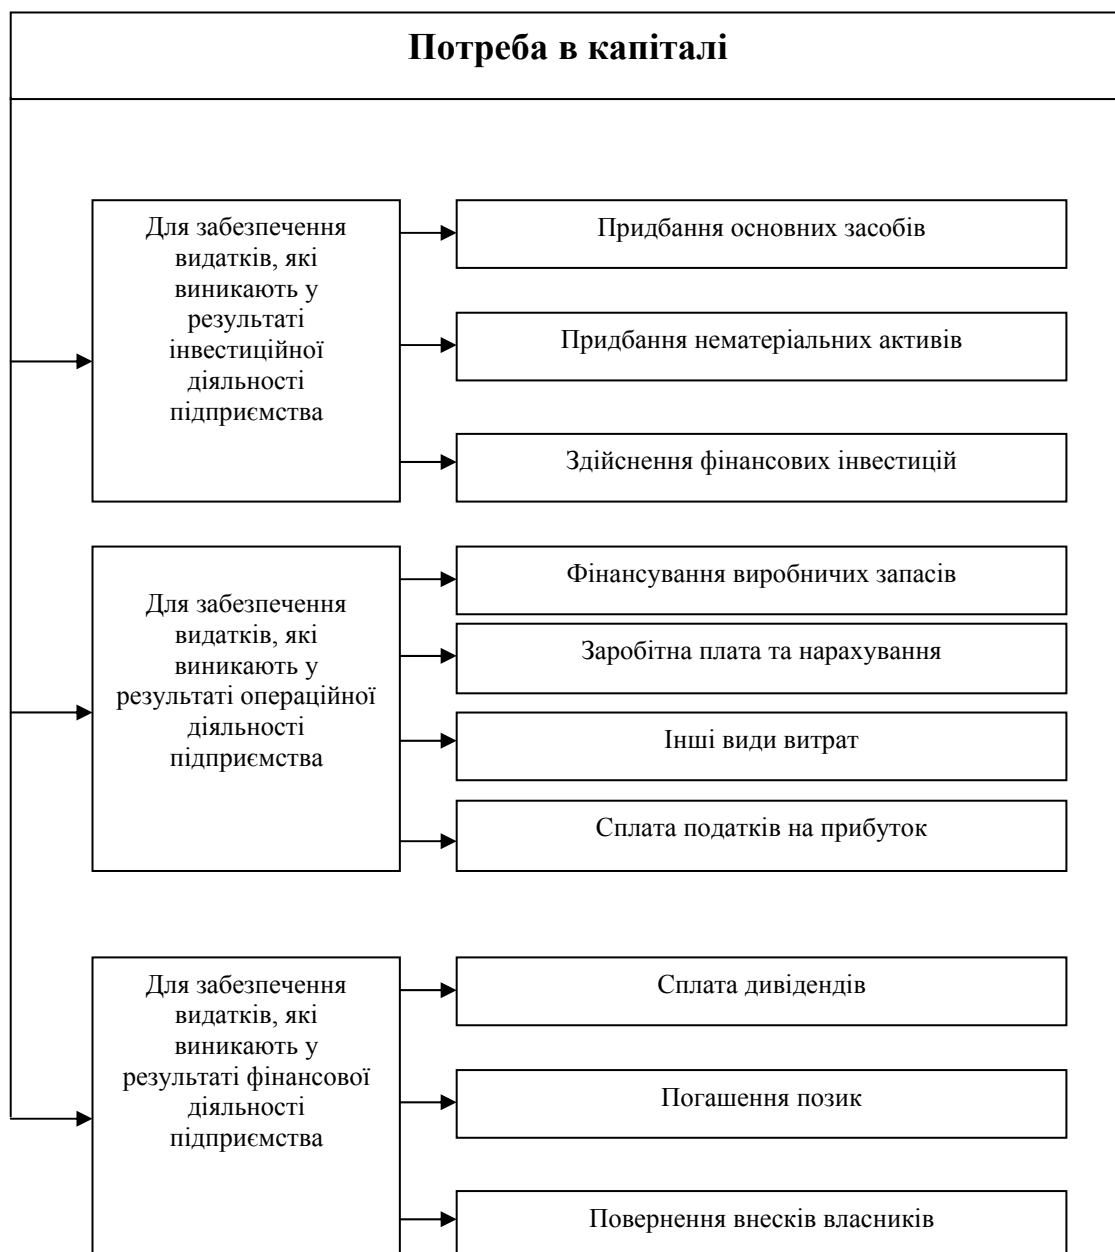 Потреба в капіталі
Для забезпечення
видатків, які
виникають у
результаті
інвестиційної
діяльності
підприємства
Придбання основних засобів
Придбання нематеріальних активів
Здійснення фінансових інвестицій
Для забезпечення
видатків, які
виникають у
результаті операційної
діяльності
підприємства
Фінансування виробничих запасів
Заробітна плата та нарахування
Інші види витрат
Сплата податків на прибуток
Для забезпечення
видатків, які
виникають у
результаті фінансової
діяльності
підприємства
Сплата дивідендів
Погашення позик
Повернення внесків власників